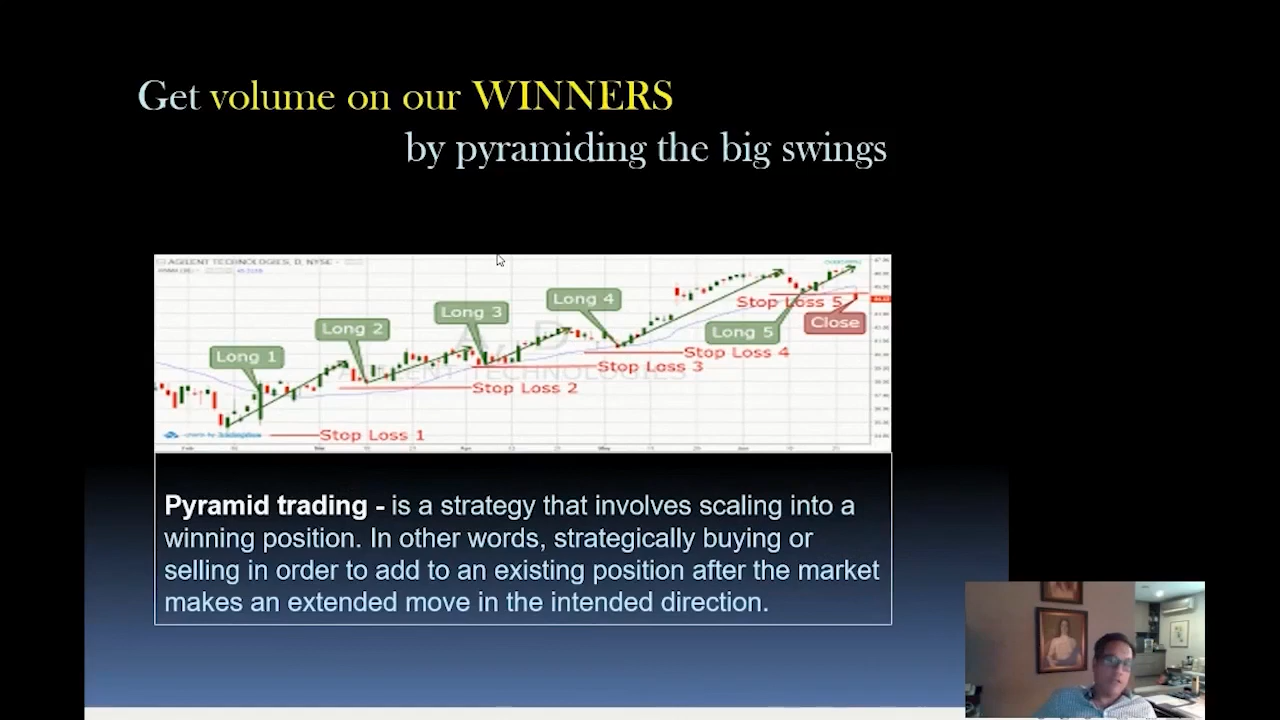 Get volume on our WINNERS
by pyramiding the big swings
AGILENT TECHNOLOGIES, D, NYSE
Long 1
Long 2
Long 3
Long 4
Long 5
Close
Stop Loss 5
Stop Loss 4
Stop Loss 3
Stop Loss 2
Stop Loss 1
Pyramid trading - is a strategy that involves scaling into a
winning position. In other words, strategically buying or
selling in order to add to an existing position after the market
makes an extended move in the intended direction.